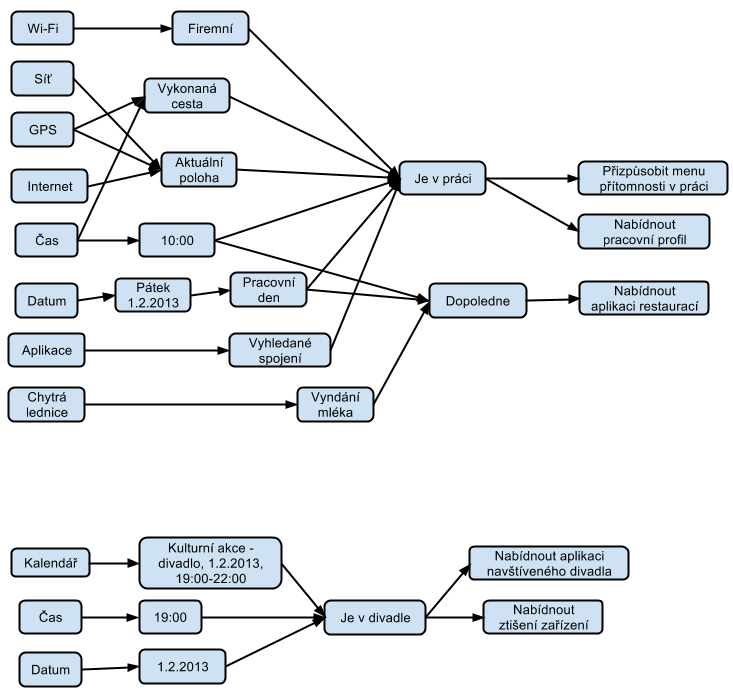 Wi-Fi
Firemní
Síť
Vykonaná
cesta
GPS
Aktuální
poloha
Je v práci
Přizpůsobit menu
přítomnosti v práci
Internet
Nabídnout
pracovní profil
Čas
10:00
Datum
Pátek
1.2.2013
Pracovní
den
Dopoledne
Nabídnout
aplikaci restaurací
Aplikace
Vyhledané
spojení
Chytrá
lednice
Vyndání
mléka
Kalendář
Kulturní akce -
divadlo, 1.2.2013,
19:00-22:00
Nabídnout aplikaci
navštíveného divadla
Čas
19:00
Je v divadle
Nabídnout
ztišení zařízení
Datum
1.2.2013